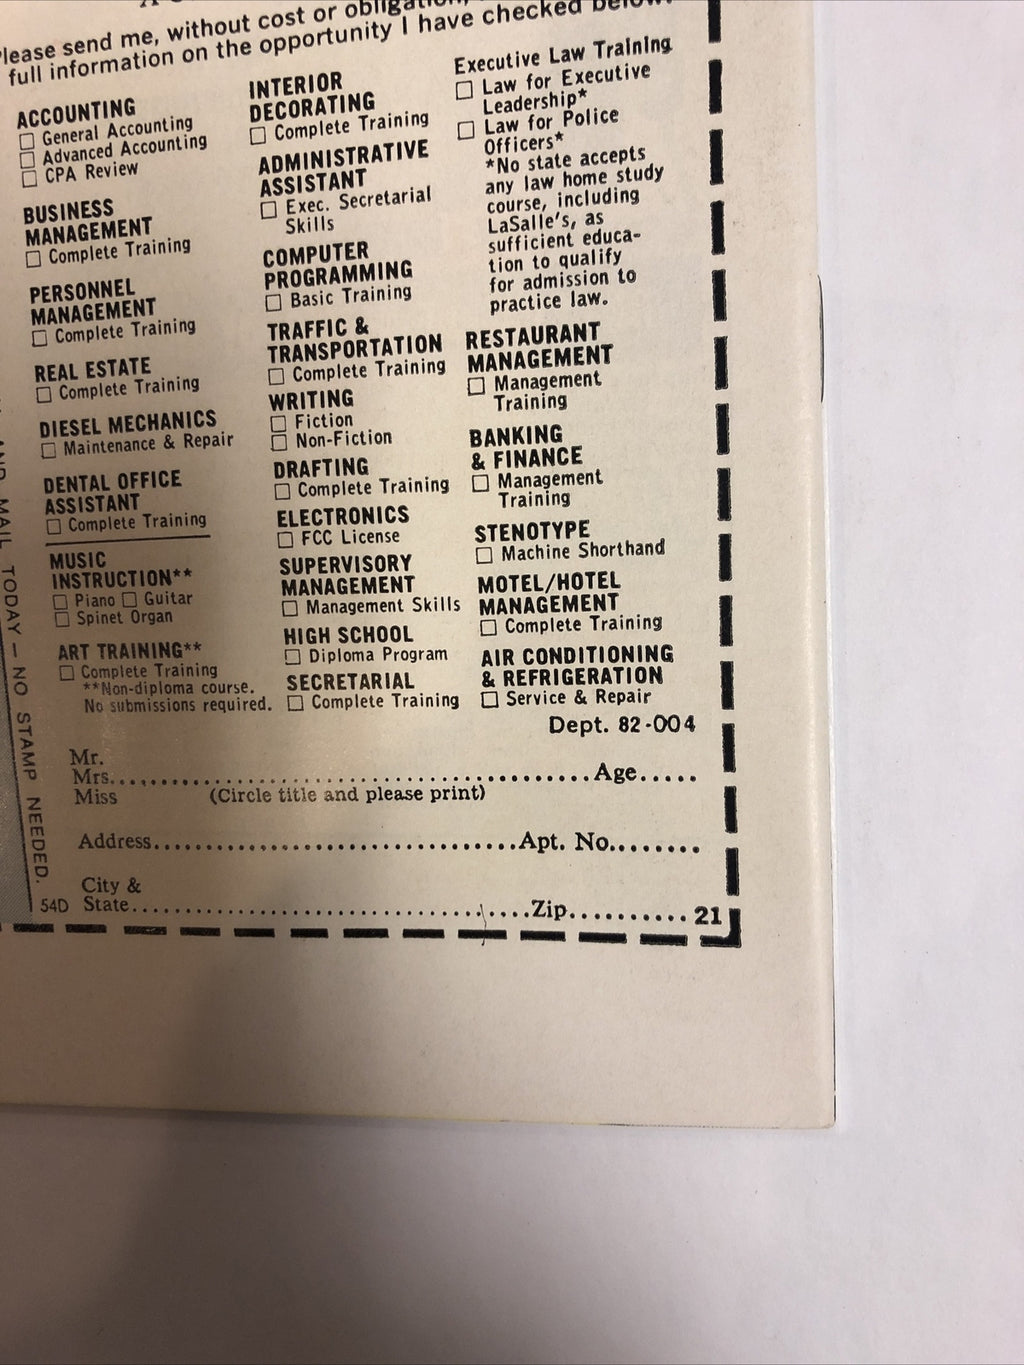 Please send me, without cost or obligation,
full information on the opportunity I have checked below.
ACCOUNTING
☐ General Accounting
☐ Advanced Accounting
☐ CPA Review
BUSINESS
MANAGEMENT
☐ Complete Training
PERSONNEL
MANAGEMENT
☐ Complete Training
REAL ESTATE
☐ Complete Training
DIESEL MECHANICS
☐ Maintenance & Repair
DENTAL OFFICE
ASSISTANT
☐ Complete Training
MUSIC
INSTRUCTION**
☐ Piano ☐ Guitar
☐ Spinet Organ
ART TRAINING**
☐ Complete Training
**Non-diploma course.
No submissions required.
INTERIOR
DECORATING
☐ Complete Training
ADMINISTRATIVE
ASSISTANT
☐ Exec. Secretarial
Skills
COMPUTER
PROGRAMMING
☐ Basic Training
TRAFFIC &
TRANSPORTATION
☐ Complete Training
WRITING
☐ Fiction
☐ Non-Fiction
DRAFTING
☐ Complete Training
ELECTRONICS
☐ FCC License
SUPERVISORY
MANAGEMENT
☐ Management Skills
HIGH SCHOOL
☐ Diploma Program
SECRETARIAL
☐ Complete Training
Executive Law Training
☐ Law for Executive
Leadership*
☐ Law for Police
Officers*
*No state accepts
any law home study
course, including
LaSalle's, as
sufficient educa-
tion to qualify
for admission to
practice law.
RESTAURANT
MANAGEMENT
☐ Management
Training
BANKING
& FINANCE
☐ Management
Training
STENOTYPE
☐ Machine Shorthand
MOTEL/HOTEL
MANAGEMENT
☐ Complete Training
AIR CONDITIONING
& REFRIGERATION
☐ Service & Repair
Dept. 82-004
Mr.
Mrs..................................................Age.....
Miss (Circle title and please print)
Address...................................Apt. No........
City &
54D State.......................................Zip.......... 21
AND MAIL TODAY — NO STAMP NEEDED.